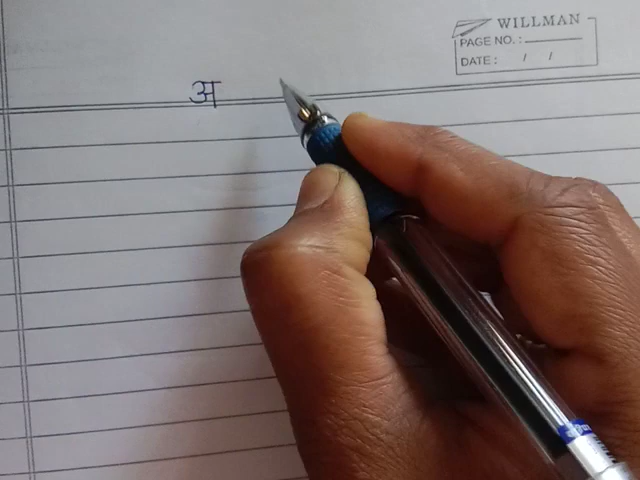 WILLMAN
PAGE NO. :
DATE : / /
अ